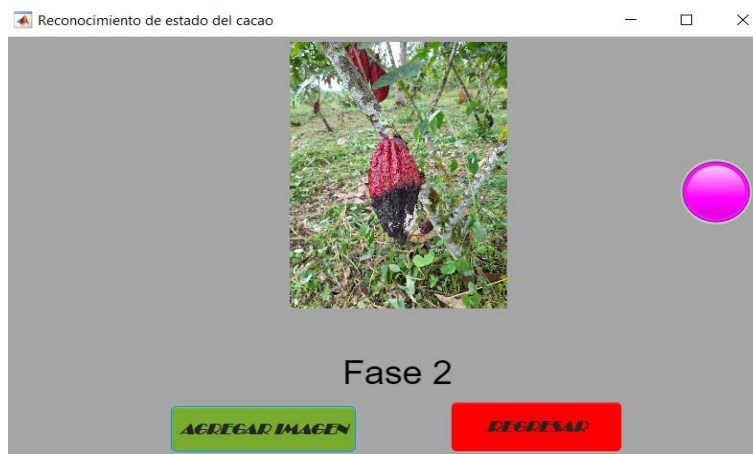 Reconocimiento de estado del cacao
Fase 2
AGREGAR IMAGEN
REGRESAR